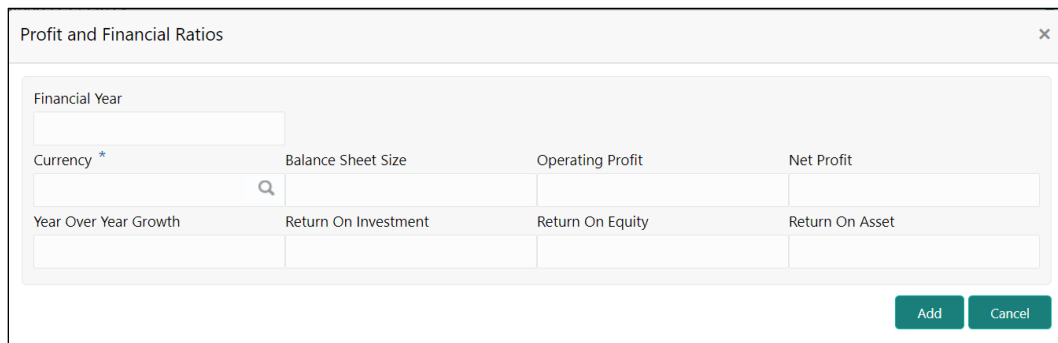 Profit and Financial Ratios ×
Financial Year
Currency * Balance Sheet Size Operating Profit Net Profit
Year Over Year Growth Return On Investment Return On Equity Return On Asset
Add Cancel